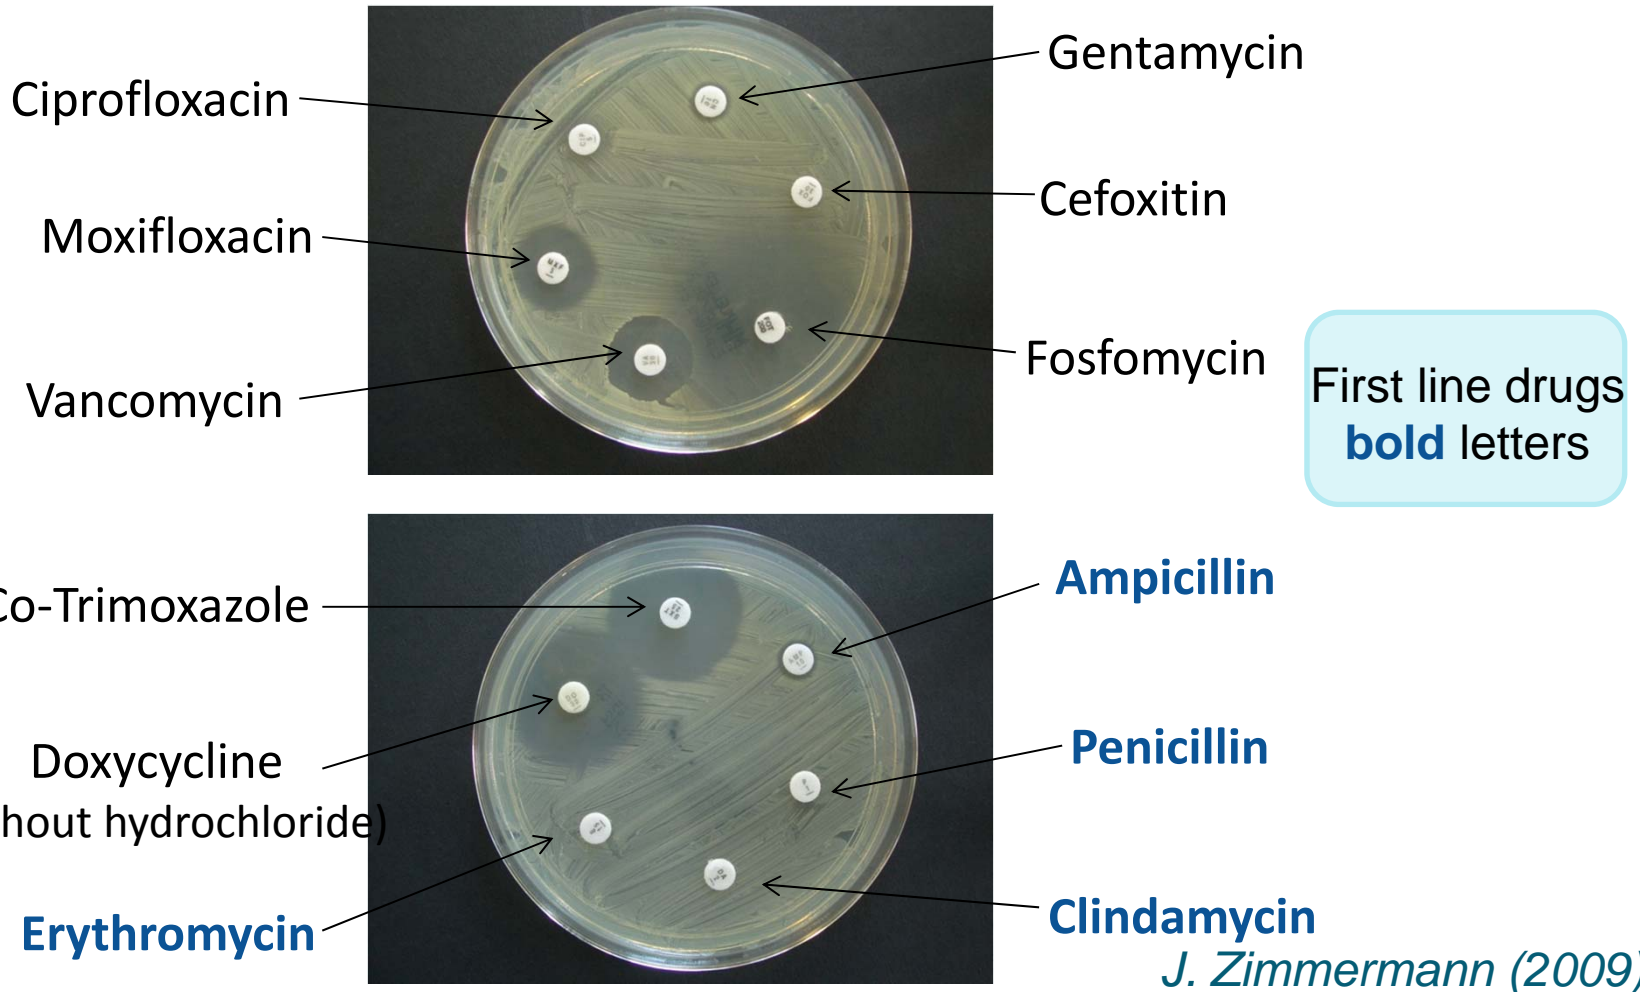 Ciprofloxacin
Gentamycin
Cefoxitin
Moxifloxacin
Fosfomycin
Vancomycin
First line drugs
bold letters
Co-Trimoxazole
Ampicillin
Penicillin
Doxycycline
hout hydrochloride)
Erythromycin
Clindamycin
J. Zimmermann (2009)